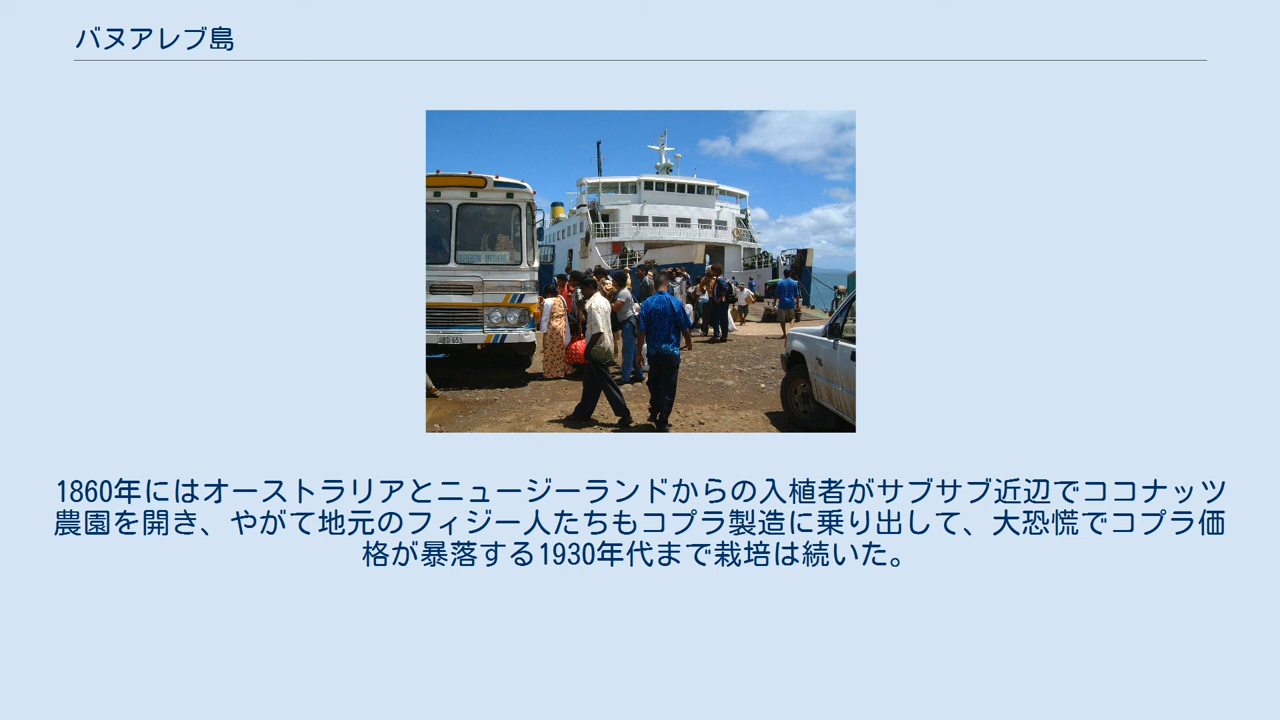 バヌアレブ島
1860年にはオーストラリアとニュージーランドからの入植者がサブサブ近辺でココナッツ
農園を開き、やがて地元のフィジー人たちもコプラ製造に乗り出して、大恐慌でコプラ価
格が暴落する1930年代まで栽培は続いた。